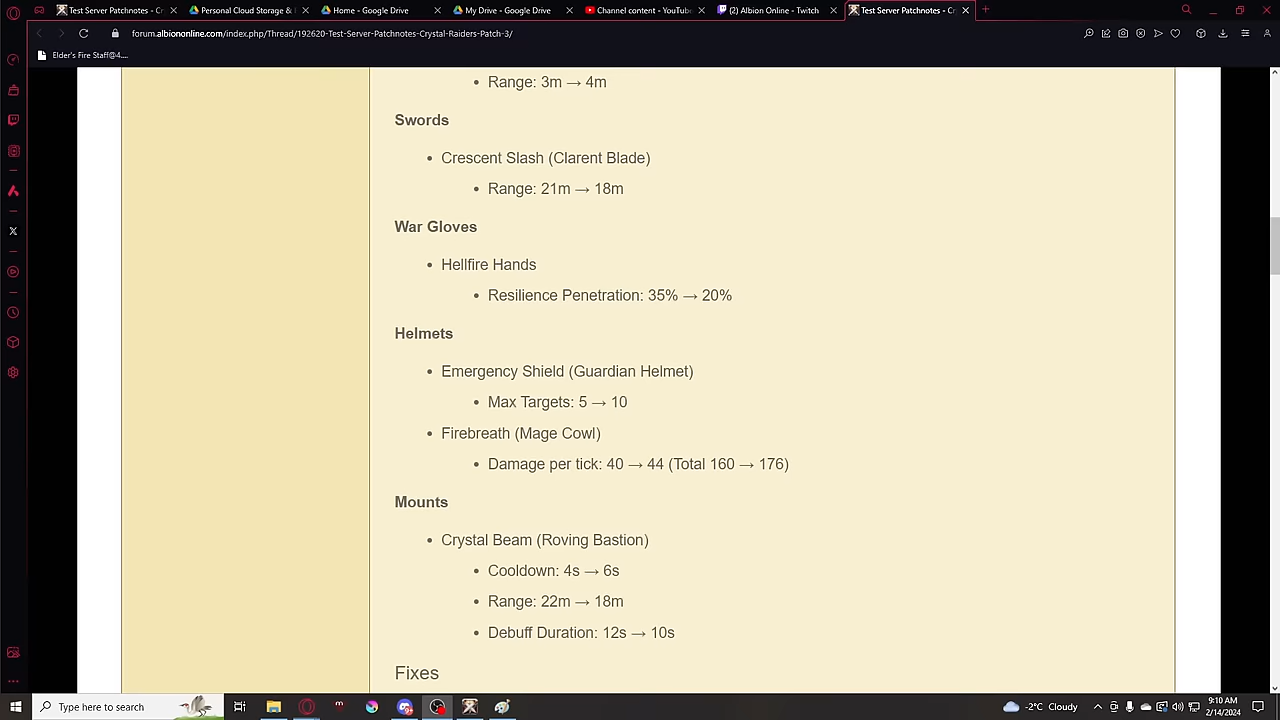 Test Server Patchnotes - Cr
Personal Cloud Storage &
Home - Google Drive
My Drive - Google Drive
Channel content - YouTube
(2) Albion Online - Twitch
Test Server Patchnotes - Cr
forum.albiononline.com/index.php/Thread/192620-Test-Server-Patchnotes-Crystal-Raiders-Patch-3/
Elder's Fire Staff@4....
• Range: 3m → 4m
Swords
• Crescent Slash (Clarent Blade)
• Range: 21m → 18m
War Gloves
• Hellfire Hands
• Resilience Penetration: 35% → 20%
Helmets
• Emergency Shield (Guardian Helmet)
• Max Targets: 5 → 10
• Firebreath (Mage Cowl)
• Damage per tick: 40 → 44 (Total 160 → 176)
Mounts
• Crystal Beam (Roving Bastion)
• Cooldown: 4s → 6s
• Range: 22m → 18m
• Debuff Duration: 12s → 10s
Fixes
Type here to search
-2°C Cloudy
9:10 AM
2/14/2024